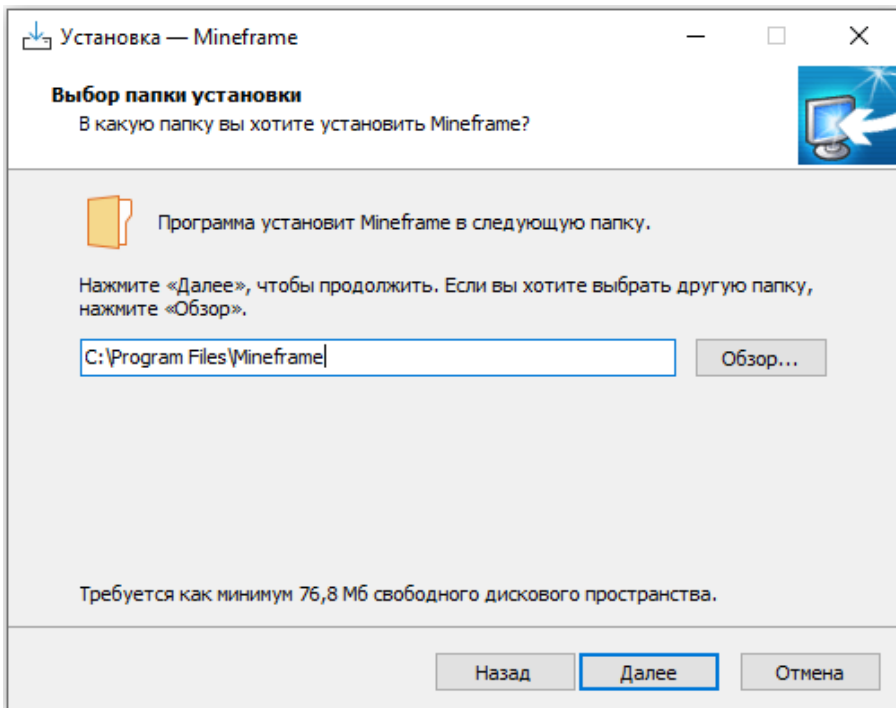 Установка — Mineframe
Выбор папки установки
В какую папку вы хотите установить Mineframe?
Программа установит Mineframe в следующую папку.
Нажмите «Далее», чтобы продолжить. Если вы хотите выбрать другую папку,
нажмите «Обзор».
C:\Program Files\Mineframe
Обзор...
Требуется как минимум 76,8 Мб свободного дискового пространства.
Назад
Далее
Отмена